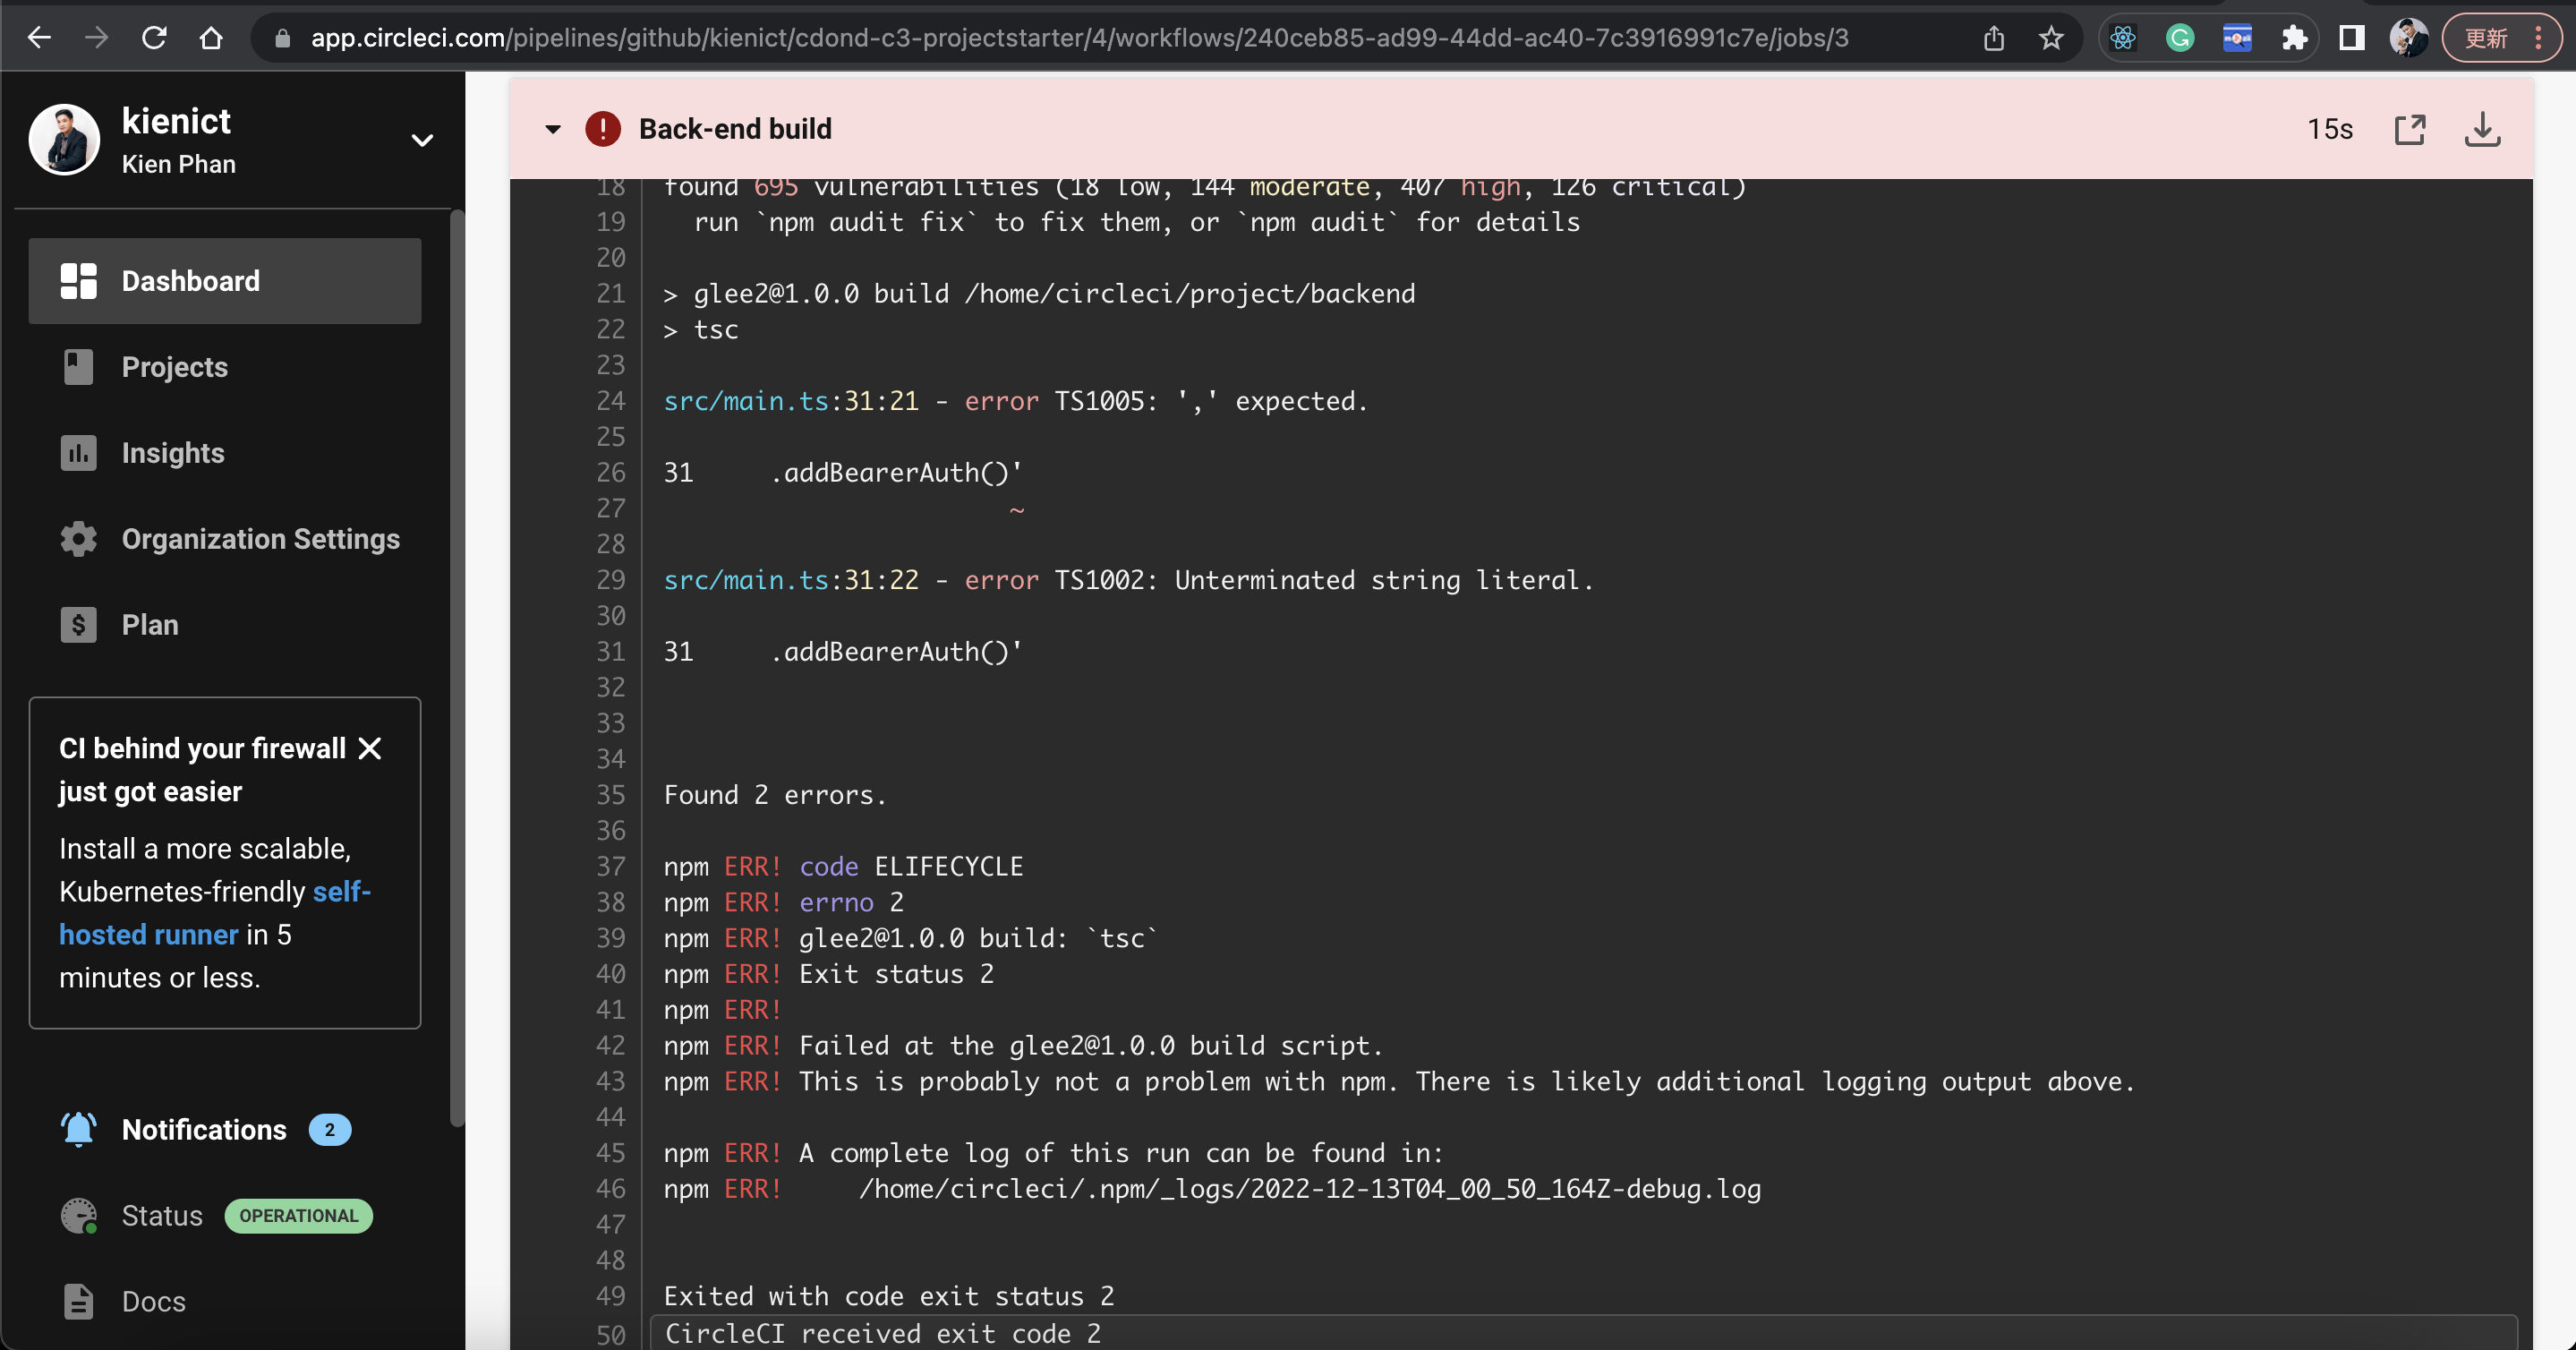 app.circleci.com/pipelines/github/kienict/cdond-c3-projectstarter/4/workflows/240ceb85-ad99-44dd-ac40-7c3916991c7e/jobs/3
更新
kienict
Kien Phan
Dashboard
Projects
Insights
Organization Settings
Plan
CI behind your firewall
just got easier
Install a more scalable,
Kubernetes-friendly self-
hosted runner in 5
minutes or less.
Notifications 2
Status OPERATIONAL
Docs
Back-end build
15s
18 found 695 vulnerabilities (18 low, 144 moderate, 407 high, 126 critical)
19 run `npm audit fix` to fix them, or `npm audit` for details
20
21 > glee2@1.0.0 build /home/circleci/project/backend
22 > tsc
23
24 src/main.ts:31:21 - error TS1005: ',' expected.
25
26 31     .addBearerAuth()'
27 ~
28
29 src/main.ts:31:22 - error TS1002: Unterminated string literal.
30
31 31     .addBearerAuth()'
32
33
34
35 Found 2 errors.
36
37 npm ERR! code ELIFECYCLE
38 npm ERR! errno 2
39 npm ERR! glee2@1.0.0 build: `tsc`
40 npm ERR! Exit status 2
41 npm ERR!
42 npm ERR! Failed at the glee2@1.0.0 build script.
43 npm ERR! This is probably not a problem with npm. There is likely additional logging output above.
44
45 npm ERR! A complete log of this run can be found in:
46 npm ERR!     /home/circleci/.npm/_logs/2022-12-13T04_00_50_164Z-debug.log
47
48
49 Exited with code exit status 2
50 CircleCI received exit code 2